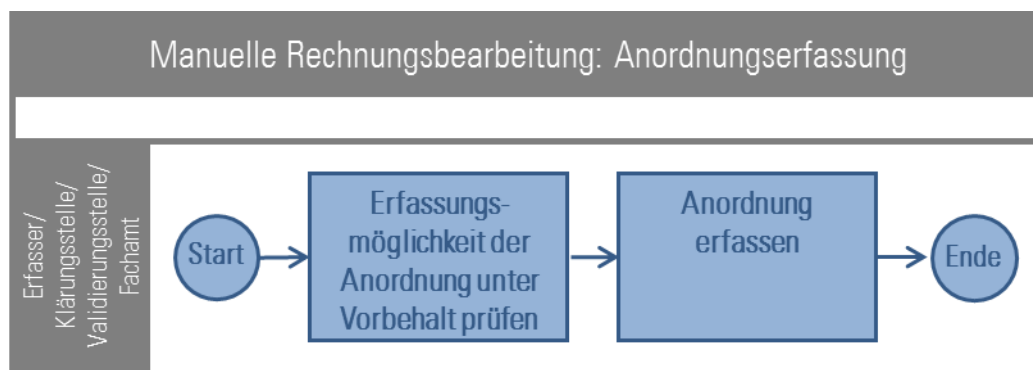 Manuelle Rechnungsbearbeitung: Anordnungserfassung
Erfasser/
Klärungsstelle/
Validierungsstelle/
Fachamt
Start
Erfassungs-
möglichkeit der
Anordnung unter
Vorbehalt prüfen
Anordnung
erfassen
Ende